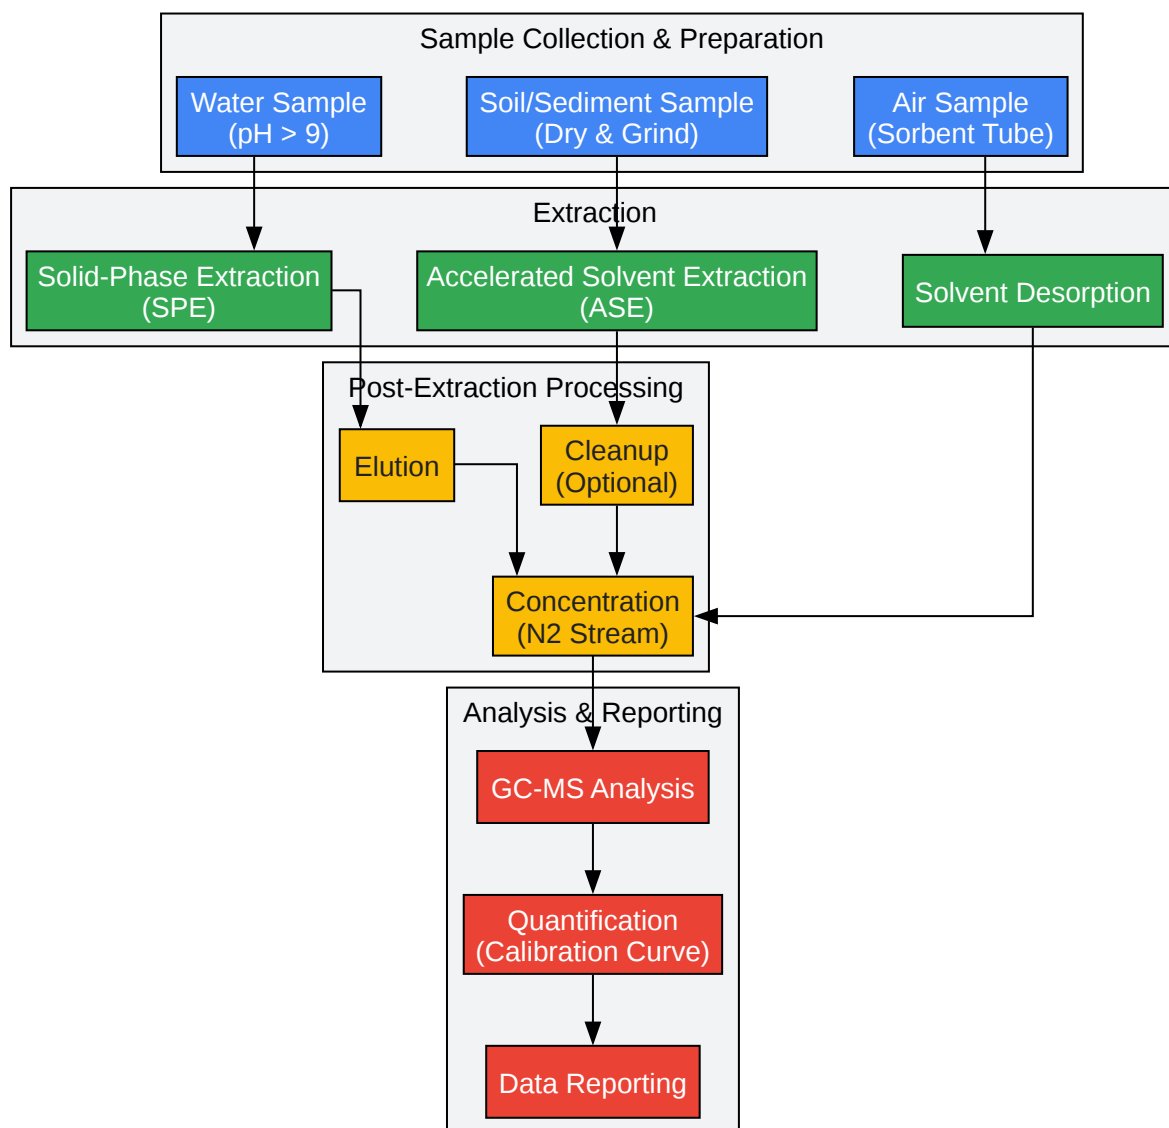 Sample Collection & Preparation
Water Sample
(pH > 9)
Soil/Sediment Sample
(Dry & Grind)
Air Sample
(Sorbent Tube)
Extraction
Solid-Phase Extraction
(SPE)
Accelerated Solvent Extraction
(ASE)
Solvent Desorption
Post-Extraction Processing
Elution
Cleanup
(Optional)
Concentration
(N2 Stream)
Analysis & Reporting
GC-MS Analysis
Quantification
(Calibration Curve)
Data Reporting